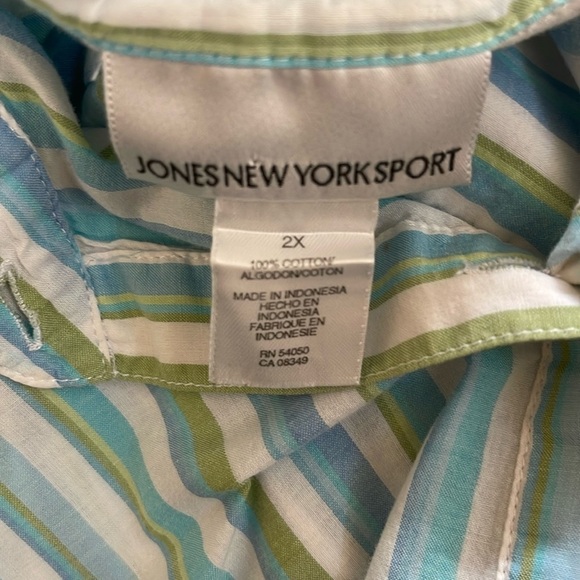 JONES NEW YORK SPORT
2X
100% COTTON/
ALGODON/COTON
MADE IN INDONESIA
HECHO EN
INDONESIA
FABRIQUE EN
INDONESIE
RN 54050
CA 08349